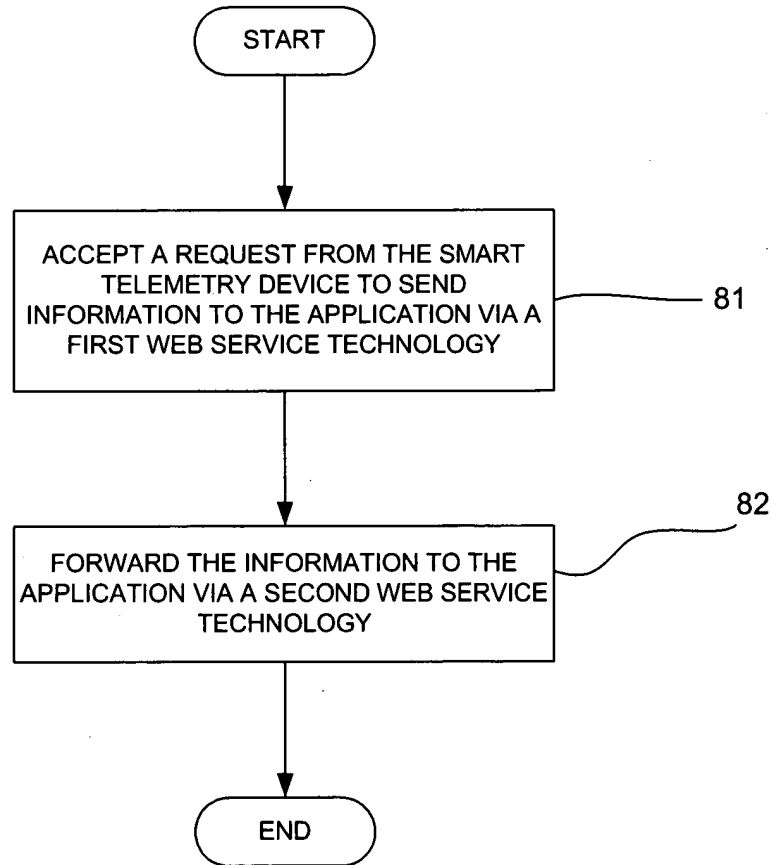 START
ACCEPT A REQUEST FROM THE SMART
TELEMETRY DEVICE TO SEND
INFORMATION TO THE APPLICATION VIA A
FIRST WEB SERVICE TECHNOLOGY
81
82
FORWARD THE INFORMATION TO THE
APPLICATION VIA A SECOND WEB SERVICE
TECHNOLOGY
END